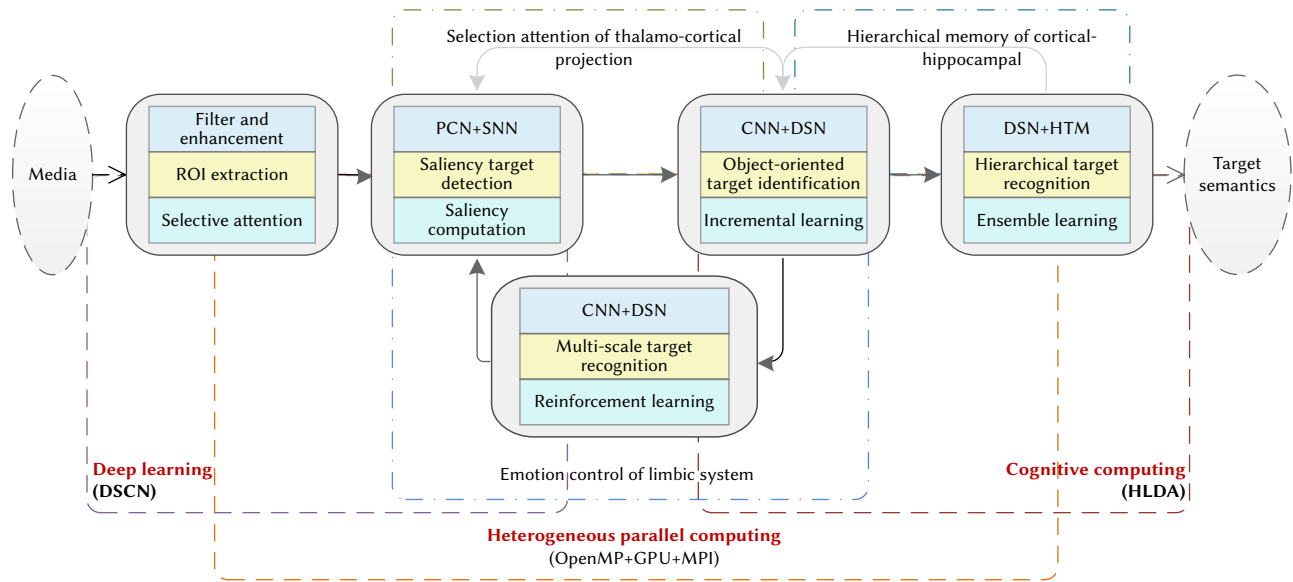 Selection attention of thalamo-cortical
projection
Hierarchical memory of cortical-
hippocampal
Media
Filter and
enhancement
ROI extraction
Selective attention
PCN+SNN
Saliency target
detection
Saliency
computation
CNN+DSN
Object-oriented
target identification
Incremental learning
DSN+HTM
Hierarchical target
recognition
Ensemble learning
Target
semantics
CNN+DSN
Multi-scale target
recognition
Reinforcement learning
Deep learning
(DSCN)
Emotion control of limbic system
Cognitive computing
(HLDA)
Heterogeneous parallel computing
(OpenMP+GPU+MPI)